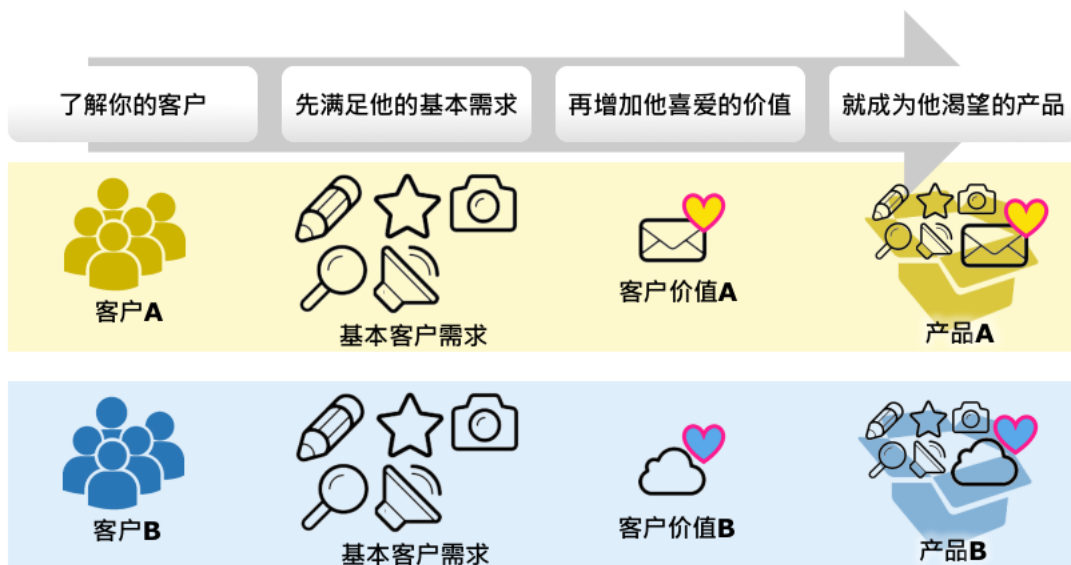 了解你的客户
先满足他的基本需求
再增加他喜爱的价值
就成为他渴望的产品
客户A
基本客户需求
客户价值A
产品A
客户B
基本客户需求
客户价值B
产品B